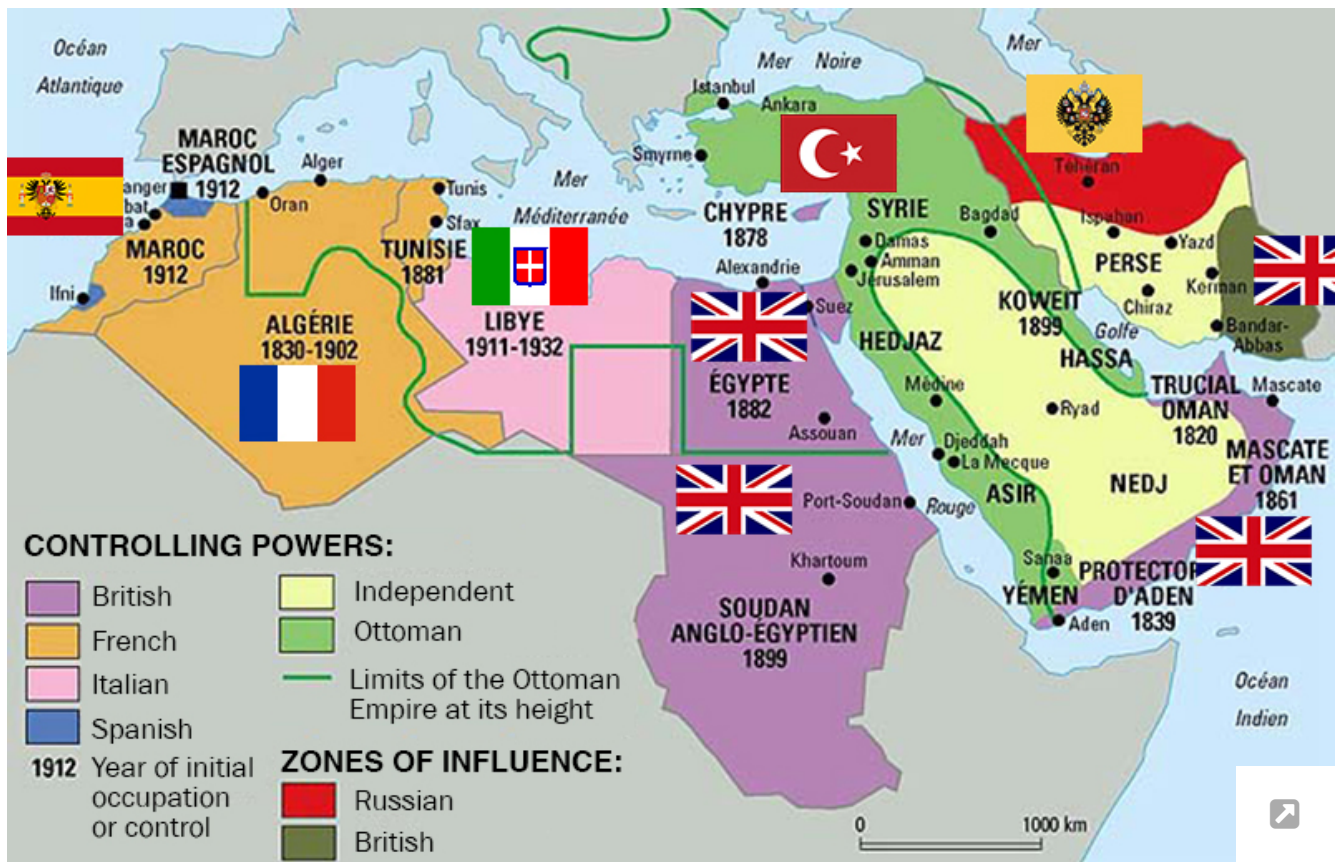 Océan
Atlantique
Mer Noire
Mer
Istanbul
Ankara
Smyrne
Téhéran
MAROC
ESPAGNOL
1912
Alger
Oran
Tunis
Sfax
Mer
Méditerranée
CHYPRE
1878
SYRIE
Bagdad
Ispahan
Yazd
anger
bat
a
MAROC
1912
TUNISIE
1881
Damas
Amman
Jérusalem
Alexandrie
Suez
PERSE
Kerman
Chiraz
Ifni
ALGÉRIE
1830-1902
LIBYE
1911-1932
KOWEIT
1899
Golfe
Bandar-
Abbas
HEDJAZ
HASSA
ÉGYPTE
1882
Médine
Ryad
TRUCIAL
OMAN
1820
Mascate
Assouan
Mer
Djeddah
La Mecque
MASCATE
ET OMAN
1861
ASIR
NEDJ
Port-Soudan
Rouge
Khartoum
Sanaa
YÉMEN
PROTECTOR
D'ADEN
1839
Aden
SOUDAN
ANGLO-ÉGYPTIEN
1899
Océan
Indien
CONTROLLING POWERS:
British
French
Italian
Spanish
1912 Year of initial
occupation
or control
Independent
Ottoman
Limits of the Ottoman
Empire at its height
ZONES OF INFLUENCE:
Russian
British
0 1000 km